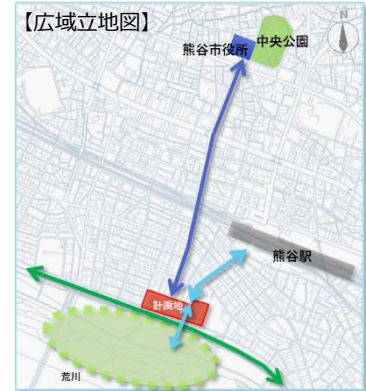 【広域立地図】
N
中央公園
熊谷市役所
熊谷駅
計画地
荒川